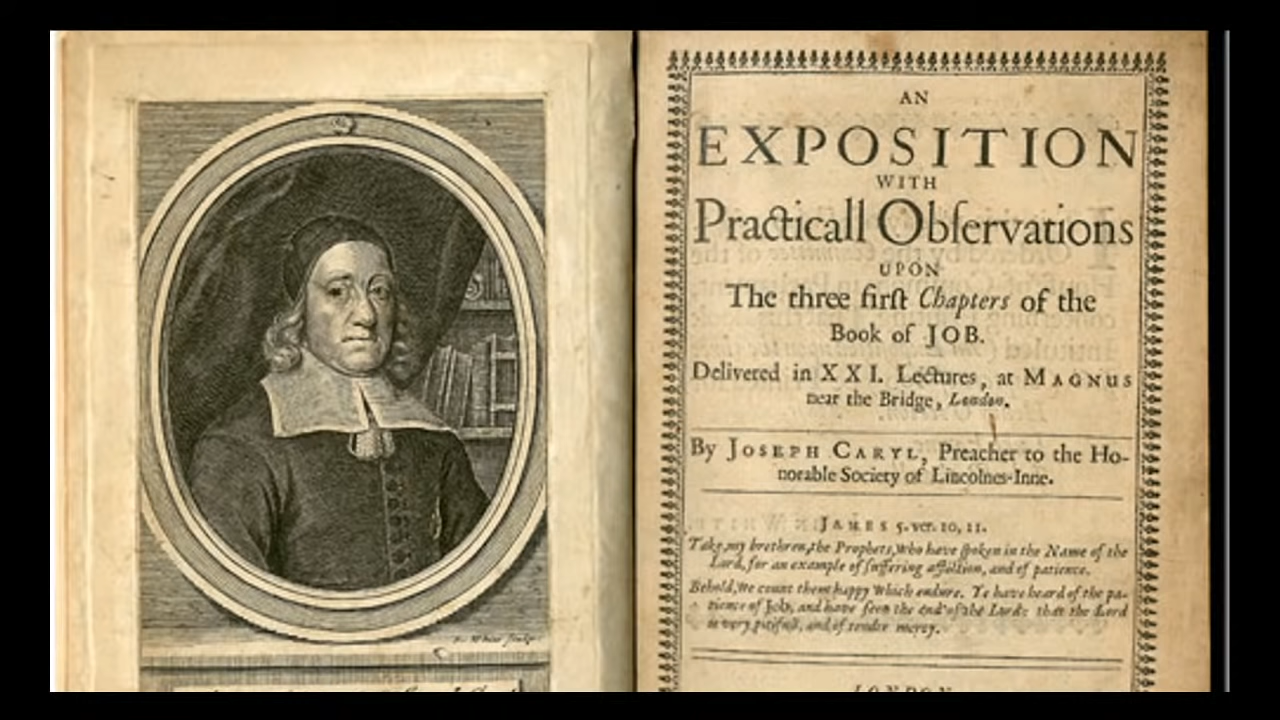 AN
EXPOSITION
WITH
Practicall Obſervations
UPON
The three firſt Chapters of the
Book of JOB.
Delivered in XXI. Lectures, at MAGNUS
near the Bridge, London.
By JOSEPH CARYL, Preacher to the Ho-
norable Society of Lincolnes-Inne.
JAMES 5. ver. 10, 11.
Take, my brethren, the Prophets, who have ſpoken in the Name of the
Lord, for an example of ſuffering affliction, and of patience.
Behold, we count them happy which endure. Ye have heard of the pa-
tience of Job, and have ſeen the end of the Lord: that the Lord
is very pitifull, and of tender mercy.
LONDON